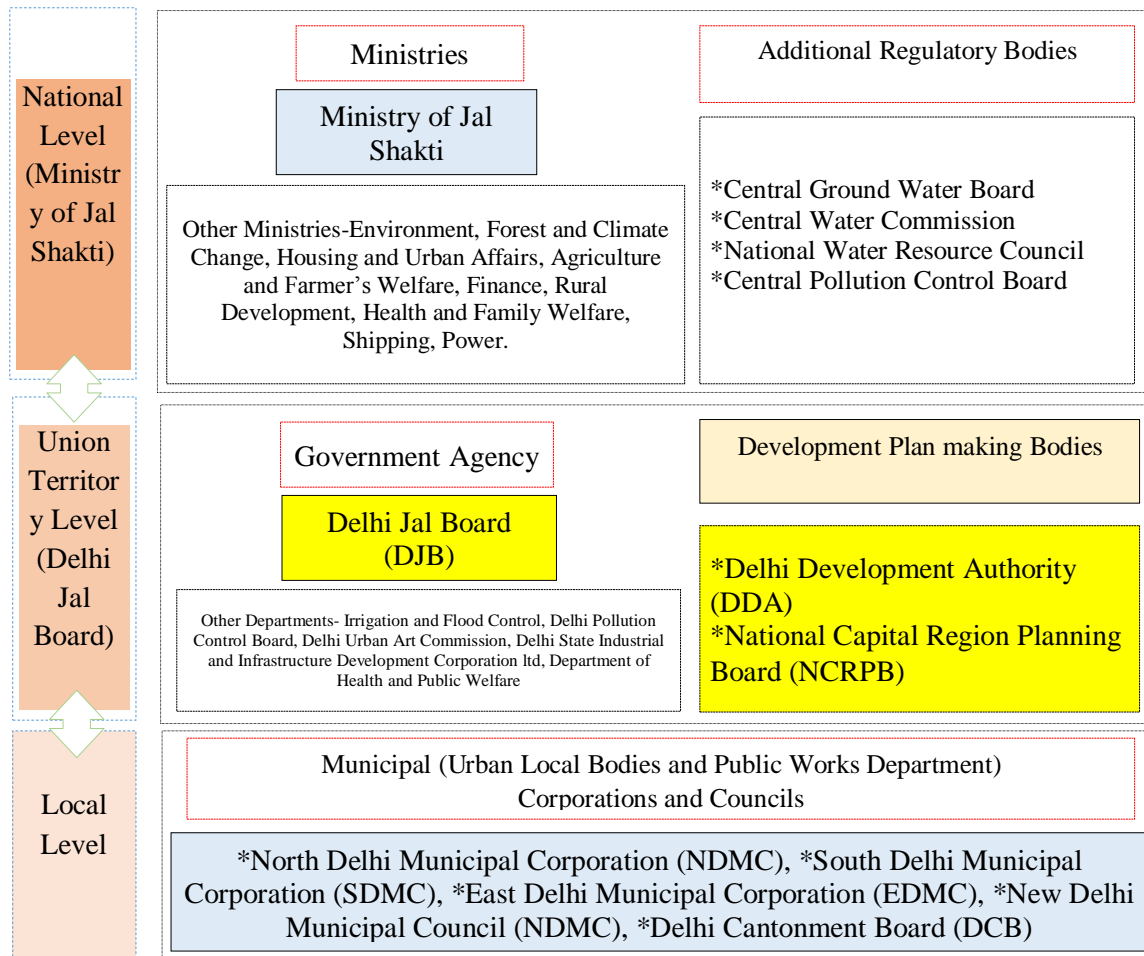 National
Level
(Ministr
y of Jal
Shakti)
Ministries
Ministry of Jal
Shakti
Other Ministries-Environment, Forest and Climate
Change, Housing and Urban Affairs, Agriculture
and Farmer’s Welfare, Finance, Rural
Development, Health and Family Welfare,
Shipping, Power.
Additional Regulatory Bodies
*Central Ground Water Board
*Central Water Commission
*National Water Resource Council
*Central Pollution Control Board
Union
Territor
y Level
(Delhi
Jal
Board)
Government Agency
Delhi Jal Board
(DJB)
Other Departments- Irrigation and Flood Control, Delhi Pollution
Control Board, Delhi Urban Art Commission, Delhi State Industrial
and Infrastructure Development Corporation ltd, Department of
Health and Public Welfare
Development Plan making Bodies
*Delhi Development Authority
(DDA)
*National Capital Region Planning
Board (NCRPB)
Local
Level
Municipal (Urban Local Bodies and Public Works Department)
Corporations and Councils
*North Delhi Municipal Corporation (NDMC), *South Delhi Municipal
Corporation (SDMC), *East Delhi Municipal Corporation (EDMC), *New Delhi
Municipal Council (NDMC), *Delhi Cantonment Board (DCB)